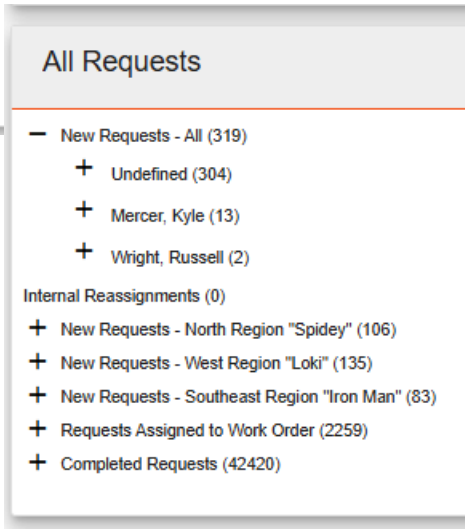 All Requests
New Requests - All (319)
Undefined (304)
Mercer, Kyle (13)
Wright, Russell (2)
Internal Reassignments (0)
New Requests - North Region "Spidey" (106)
New Requests - West Region "Loki" (135)
New Requests - Southeast Region "Iron Man" (83)
Requests Assigned to Work Order (2259)
Completed Requests (42420)